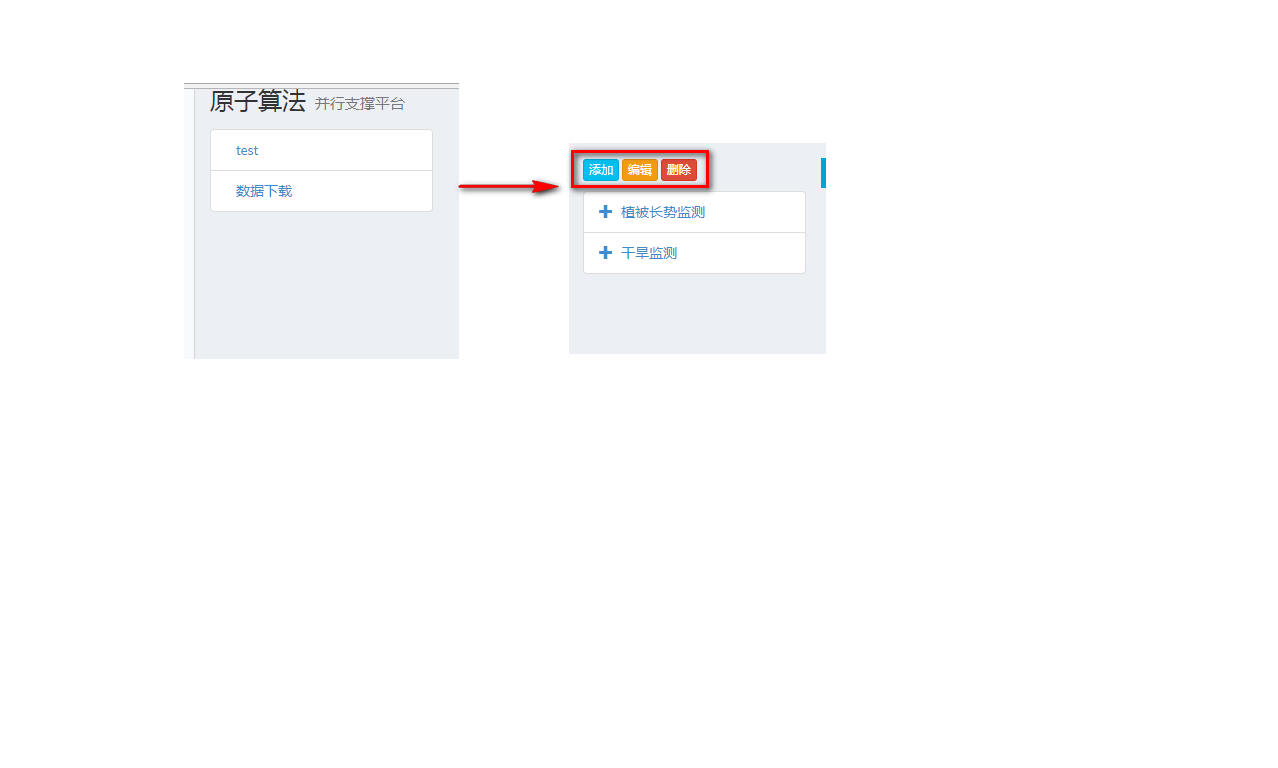 原子算法 并行支撑平台
test
数据下载
添加 编辑 删除
植被长势监测
干旱监测